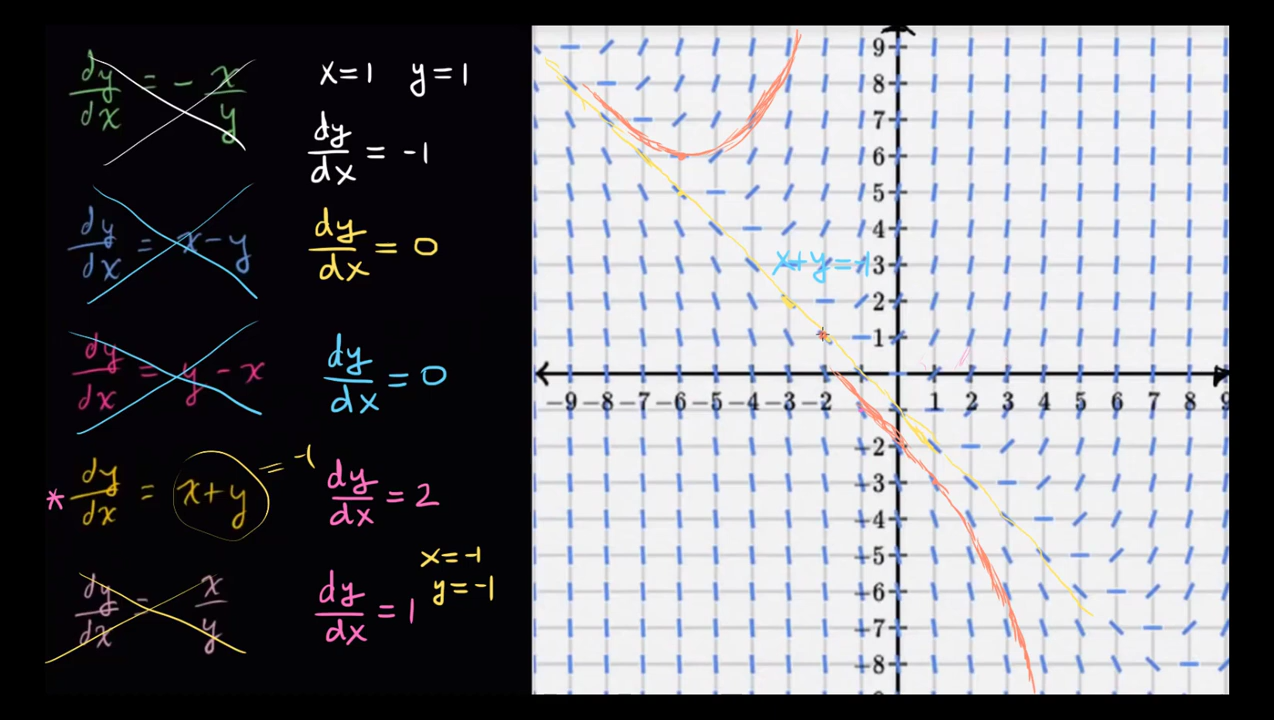 dy/dx = - x/y
x=1 y=1
dy/dx = -1
dy/dx = x-y
dy/dx = 0
dy/dx = y-x
dy/dx = 0
* dy/dx = x+y = -1
dy/dx = 2
dy/dx = x/y
dy/dx = 1
x=-1
y=-1
9
8
7
6
5
4
x+y=-1
3
2
1
-9 -8 -7 -6 -5 -4 -3 -2 1 2 3 4 5 6 7 8 9
-2
-3
-4
-5
-6
-7
-8